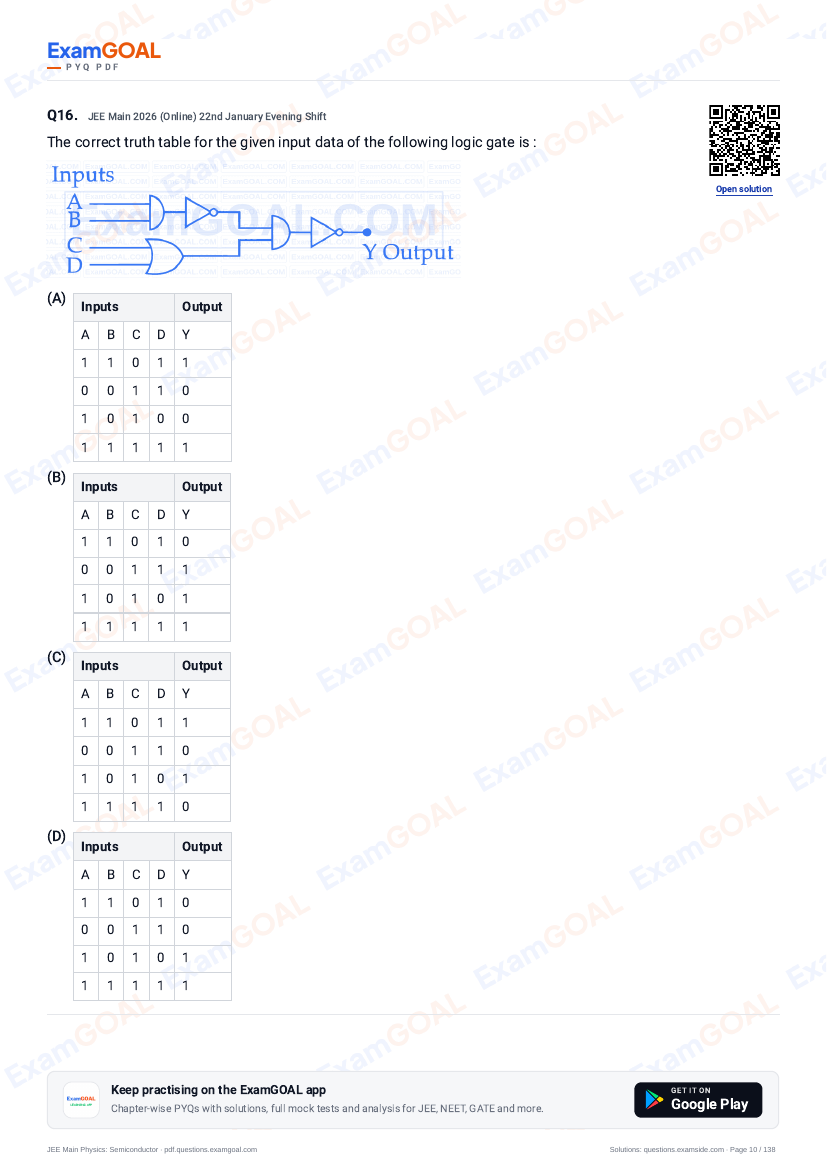 ExamGOAL
PYQ PDF
Q16. JEE Main 2026 (Online) 22nd January Evening Shift
The correct truth table for the given input data of the following logic gate is :
Open solution
Inputs
A
B
C
D
Y Output
ExamGOAL.COM
(A)
Inputs Output
A B C D Y
1 1 0 1 1
0 0 1 1 0
1 0 1 0 0
1 1 1 1 1
(B)
Inputs Output
A B C D Y
1 1 0 1 0
0 0 1 1 1
1 0 1 0 1
1 1 1 1 1
(C)
Inputs Output
A B C D Y
1 1 0 1 1
0 0 1 1 0
1 0 1 0 1
1 1 1 1 0
(D)
Inputs Output
A B C D Y
1 1 0 1 0
0 0 1 1 0
1 0 1 0 1
1 1 1 1 1
Keep practising on the ExamGOAL app
Chapter-wise PYQs with solutions, full mock tests and analysis for JEE, NEET, GATE and more.
GET IT ON
Google Play
JEE Main Physics: Semiconductor · pdf.questions.examgoal.com
Solutions: questions.examside.com · Page 10 / 138